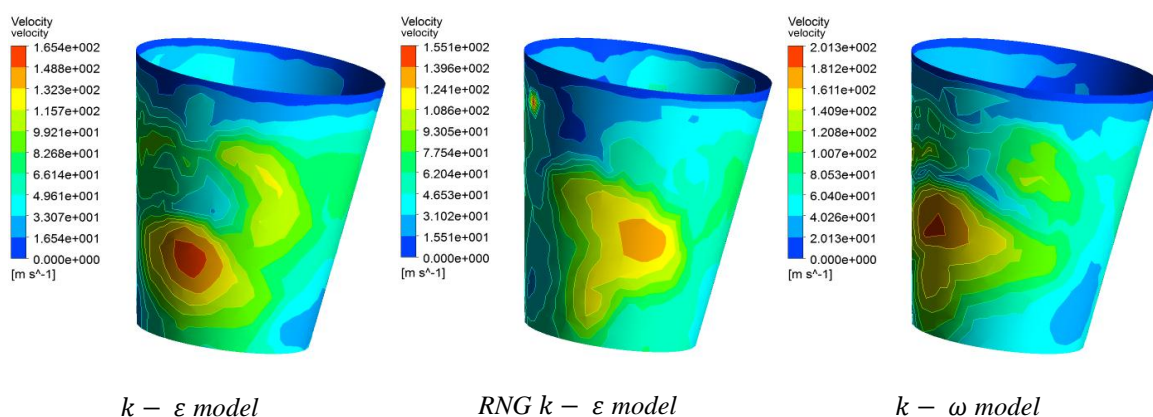 Velocity
velocity
1.654e+002
1.488e+002
1.323e+002
1.157e+002
9.921e+001
8.268e+001
6.614e+001
4.961e+001
3.307e+001
1.654e+001
0.000e+000
[m s^-1]
Velocity
velocity
1.551e+002
1.396e+002
1.241e+002
1.086e+002
9.305e+001
7.754e+001
6.204e+001
4.653e+001
3.102e+001
1.551e+001
0.000e+000
[m s^-1]
Velocity
velocity
2.013e+002
1.812e+002
1.611e+002
1.409e+002
1.208e+002
1.007e+002
8.053e+001
6.040e+001
4.026e+001
2.013e+001
0.000e+000
[m s^-1]
k − ε model
RNG k − ε model
k − ω model